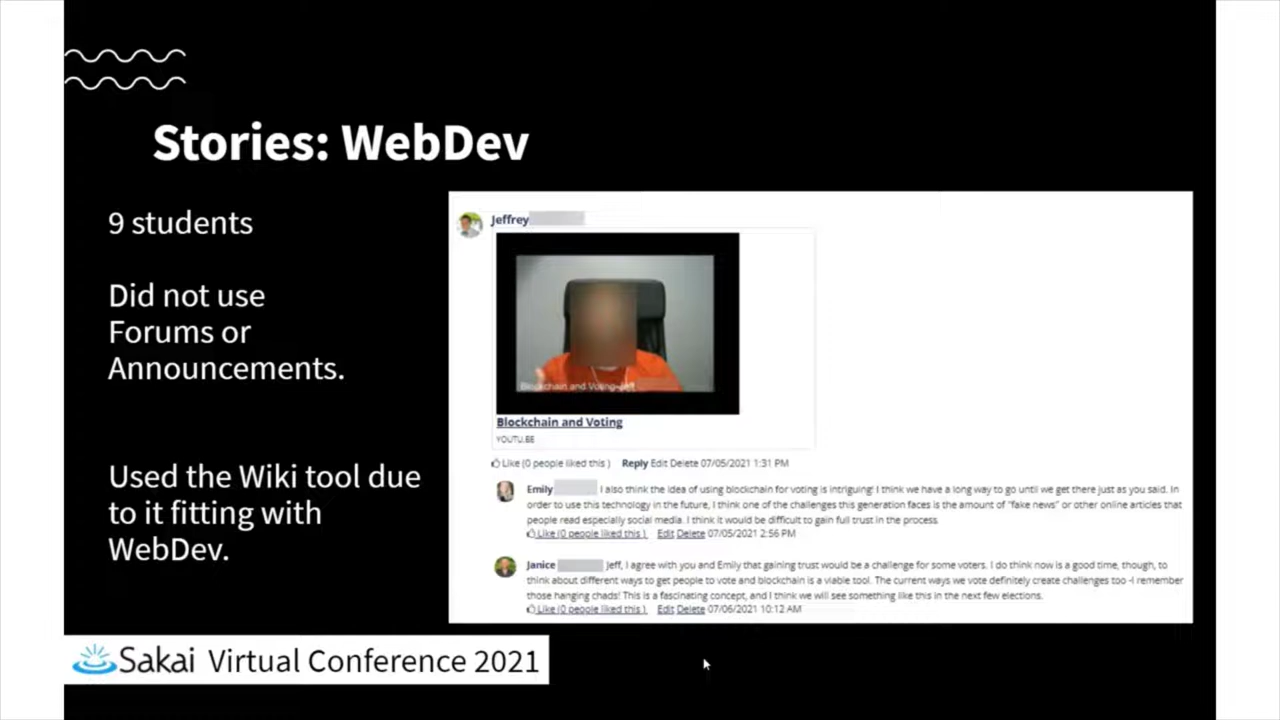 Stories: WebDev
9 students
Did not use
Forums or
Announcements.
Used the Wiki tool due
to it fitting with
WebDev.
Jeffrey
Blockchain and Voting-Jeff
Blockchain and Voting
YOUTU.BE
Like (0 people liked this ) Reply Edit Delete 07/05/2021 1:31 PM
Emily I also think the idea of using blockchain for voting is intriguing! I think we have a long way to go until we get there just as you said. In
order to use this technology in the future, I think one of the challenges this generation faces is the amount of "fake news" or other online articles that
people read especially social media. I think it would be difficult to gain full trust in the process.
Like (0 people liked this ) Edit Delete 07/05/2021 2:56 PM
Janice Jeff, I agree with you and Emily that gaining trust would be a challenge for some voters. I do think now is a good time, though, to
think about different ways to get people to vote and blockchain is a viable tool. The current ways we vote definitely create challenges too -I remember
those hanging chads! This is a fascinating concept, and I think we will see something like this in the next few elections.
Like (0 people liked this ) Edit Delete 07/06/2021 10:12 AM
Sakai Virtual Conference 2021